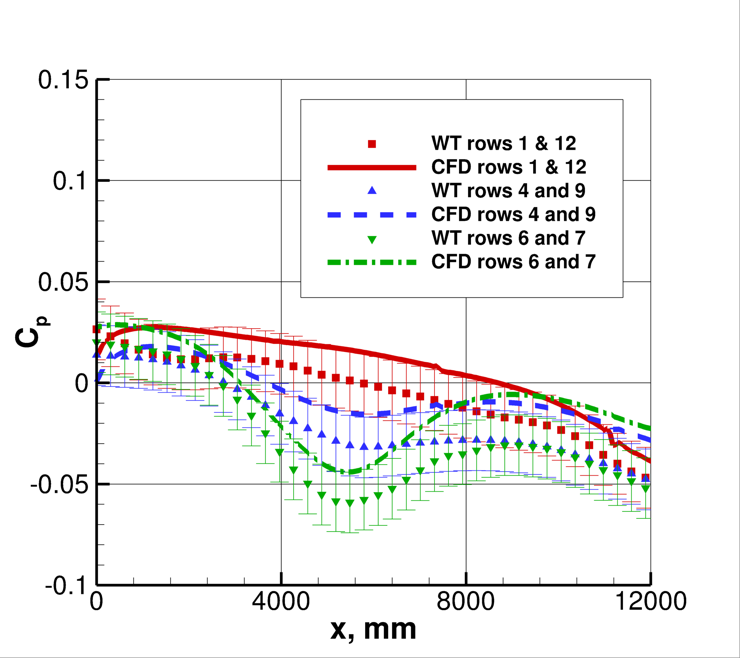 0.15
WT rows 1 & 12
CFD rows 1 & 12
WT rows 4 and 9
CFD rows 4 and 9
WT rows 6 and 7
CFD rows 6 and 7
0.1
0.05
Cp
0
-0.05
-0.1
0 4000 8000 12000
x, mm